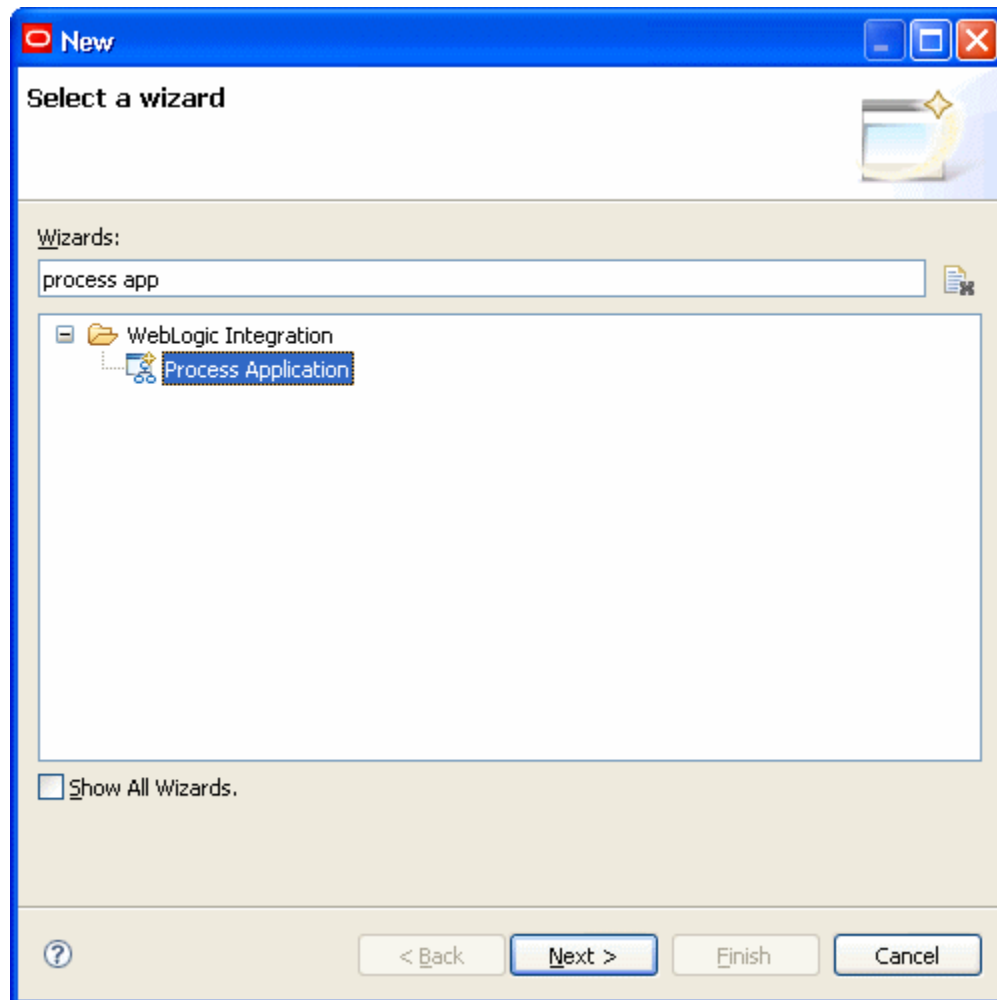 New
Select a wizard
Wizards:
process app
WebLogic Integration
Process Application
Show All Wizards.
? < Back Next > Finish Cancel